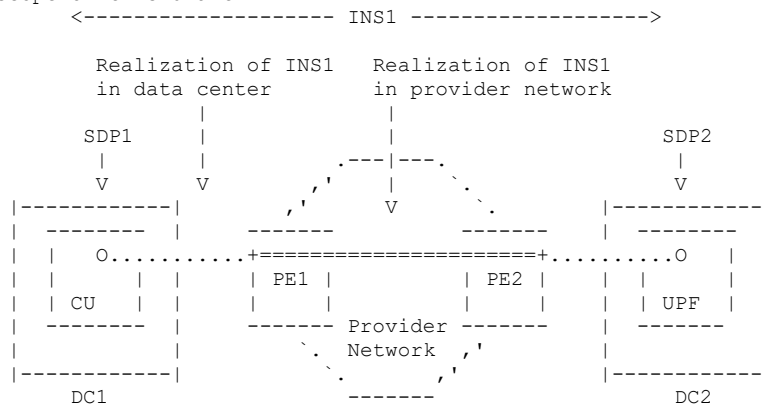 <-------------------- INS1 ------------------->
Realization of INS1   Realization of INS1
in data center        in provider network
SDP1   SDP2
V   V   V
V
O...........+======================+..........O
PE1   PE2
CU   UPF
Provider
Network
DC1   DC2